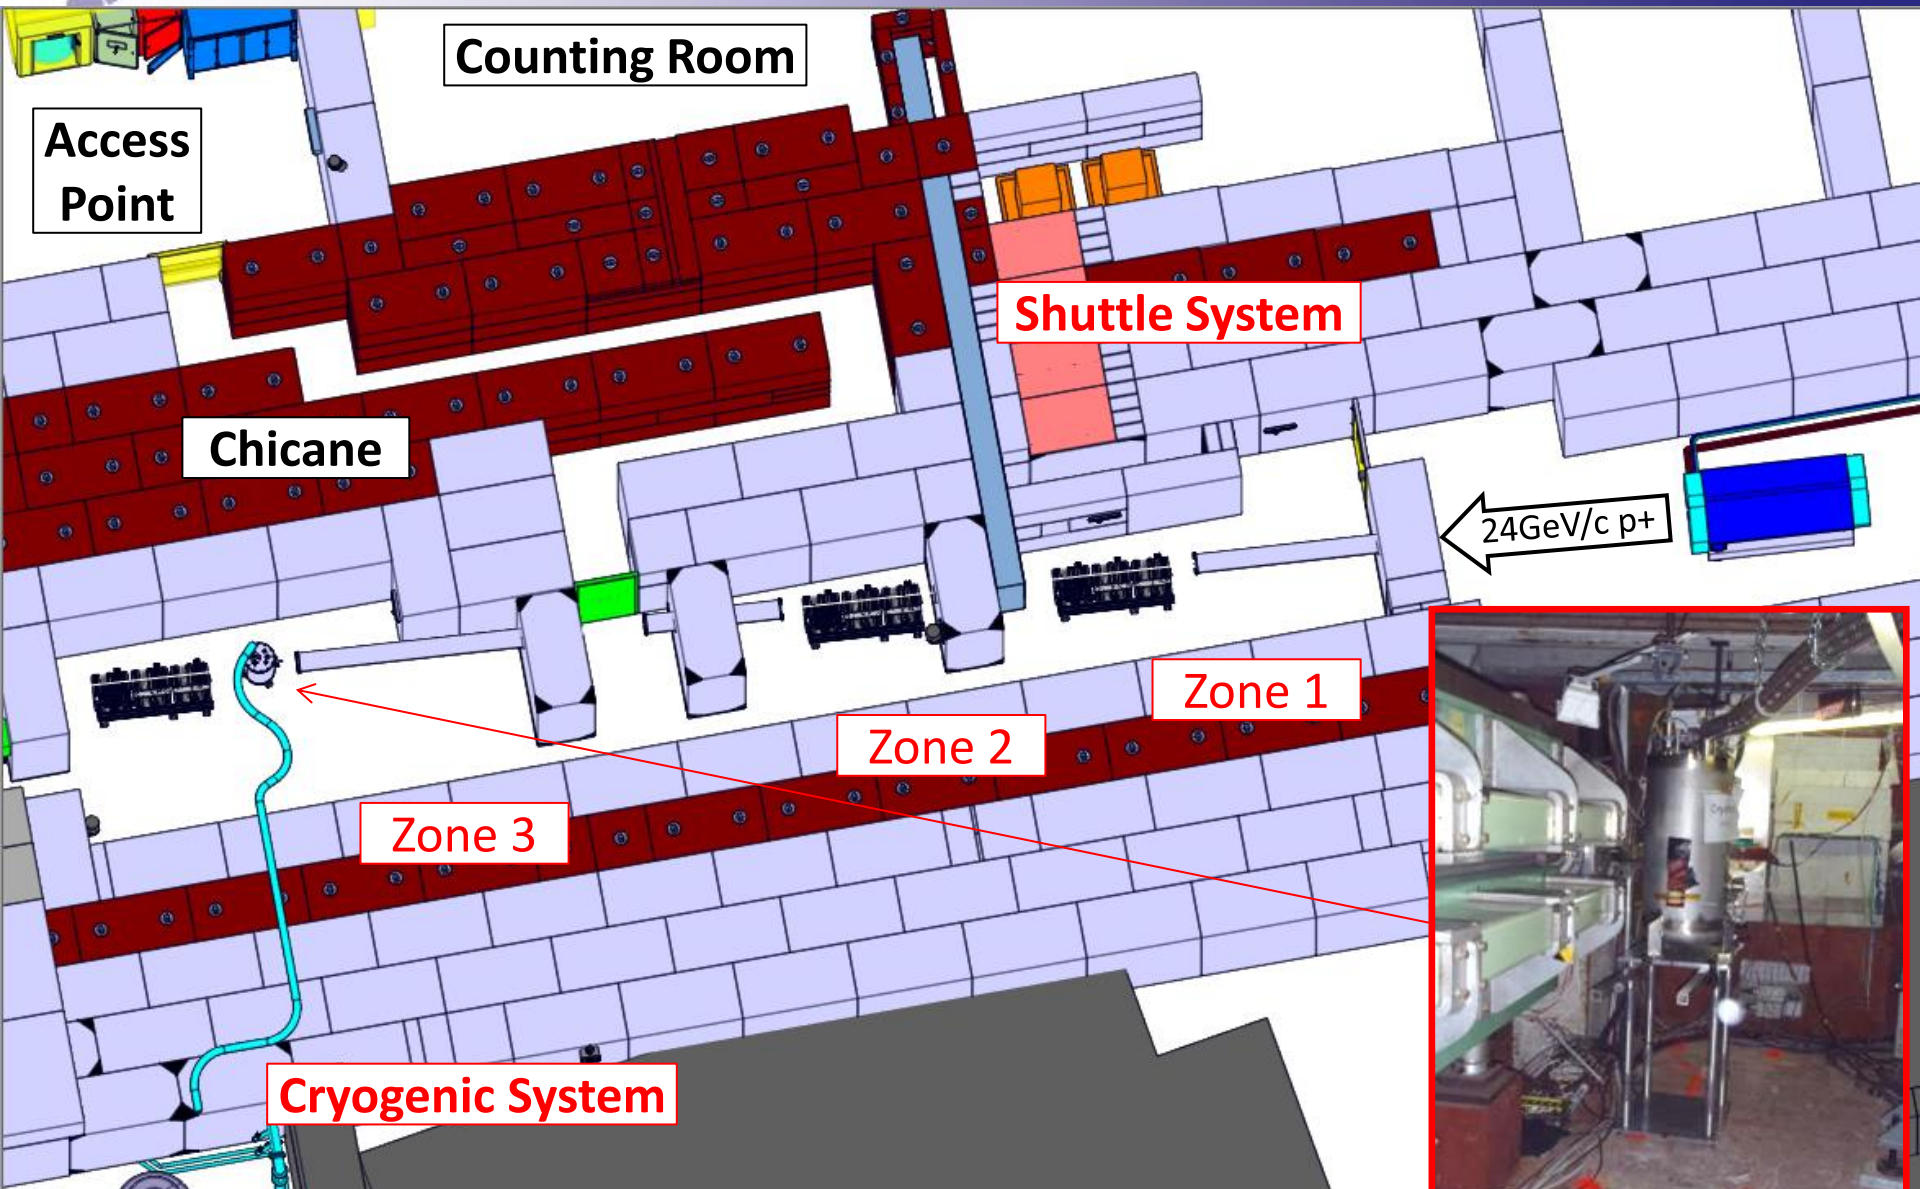 Counting Room
Access
Point
Shuttle System
Chicane
24GeV/c p+
Zone 1
Zone 2
Zone 3
Cryogenic System